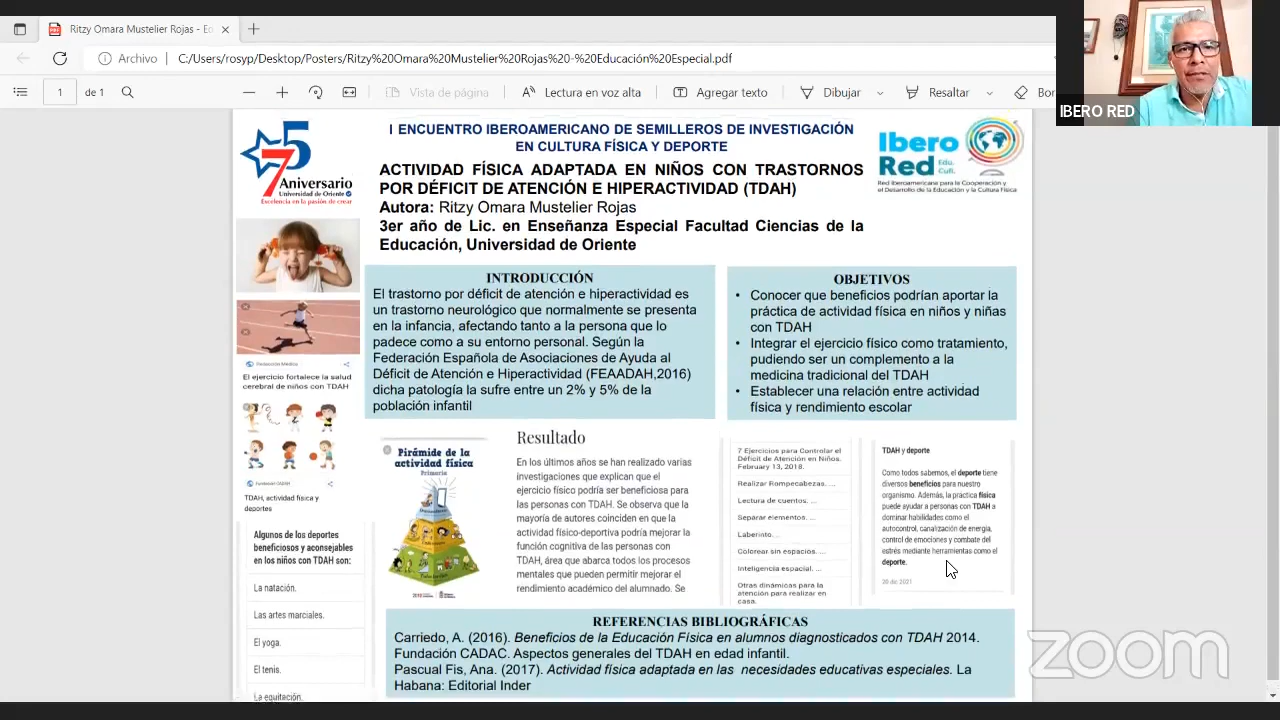 Ritzy Omara Mustelier Rojas - Ed
Archivo
C:/Users/rosyp/Desktop/Posters/Ritzy%20Omara%20Mustelier%20Rojas%20-%20Educación%20Especial.pdf
1
de 1
Vista de página
Lectura en voz alta
Agregar texto
Dibujar
Resaltar
Bor
IBERO RED
I ENCUENTRO IBEROAMERICANO DE SEMILLEROS DE INVESTIGACIÓN
EN CULTURA FÍSICA Y DEPORTE
75
Aniversario
Universidad de Oriente
Excelencia en la pasión de crear
Ibero
Red Edu.
Cult.
Red Iberoamericana para la Cooperación y
el Desarrollo de la Educación y la Cultura Física
ACTIVIDAD FÍSICA ADAPTADA EN NIÑOS CON TRASTORNOS
POR DÉFICIT DE ATENCIÓN E HIPERACTIVIDAD (TDAH)
Autora: Ritzy Omara Mustelier Rojas
3er año de Lic. en Enseñanza Especial Facultad Ciencias de la
Educación, Universidad de Oriente
INTRODUCCIÓN
El trastorno por déficit de atención e hiperactividad es
un trastorno neurológico que normalmente se presenta
en la infancia, afectando tanto a la persona que lo
padece como a su entorno personal. Según la
Federación Española de Asociaciones de Ayuda al
Déficit de Atención e Hiperactividad (FEAADAH,2016)
dicha patología la sufre entre un 2% y 5% de la
población infantil
OBJETIVOS
• Conocer que beneficios podrían aportar la
práctica de actividad física en niños y niñas
con TDAH
• Integrar el ejercicio físico como tratamiento,
pudiendo ser un complemento a la
medicina tradicional del TDAH
• Establecer una relación entre actividad
física y rendimiento escolar
Redacción Médica
El ejercicio fortalece la salud
cerebral de niños con TDAH
Fundación CADAH
TDAH, actividad física y
deportes
Algunos de los deportes
beneficiosos y aconsejables
en los niños con TDAH son:
La natación.
Las artes marciales.
El yoga.
El tenis.
La equitación.
Pirámide de la
actividad física
Primaria
Resultado
En los últimos años se han realizado varias
investigaciones que explican que el
ejercicio físico podría ser beneficiosa para
las personas con TDAH. Se observa que la
mayoría de autores coinciden en que la
actividad físico-deportiva podría mejorar la
función cognitiva de las personas con
TDAH, área que abarca todos los procesos
mentales que pueden permitir mejorar el
rendimiento académico del alumnado. Se
7 Ejercicios para Controlar el
Déficit de Atención en Niños.
February 13, 2018.
Realizar Rompecabezas. ...
Lectura de cuentos. ...
Separar elementos. ...
Laberinto. ...
Colorear sin espacios. ...
Inteligencia espacial. ...
Otras dinámicas para la
atención para realizar en
casa.
TDAH y deporte
Como todos sabemos, el deporte tiene
diversos beneficios para nuestro
organismo. Además, la práctica física
puede ayudar a personas con TDAH a
dominar habilidades como el
autocontrol, canalización de energía,
control de emociones y combate del
estrés mediante herramientas como el
deporte.
30 dic 2021
REFERENCIAS BIBLIOGRÁFICAS
Carriedo, A. (2016). Beneficios de la Educación Física en alumnos diagnosticados con TDAH 2014.
Fundación CADAC. Aspectos generales del TDAH en edad infantil.
Pascual Fis, Ana. (2017). Actividad física adaptada en las necesidades educativas especiales. La
Habana: Editorial Inder
zoom